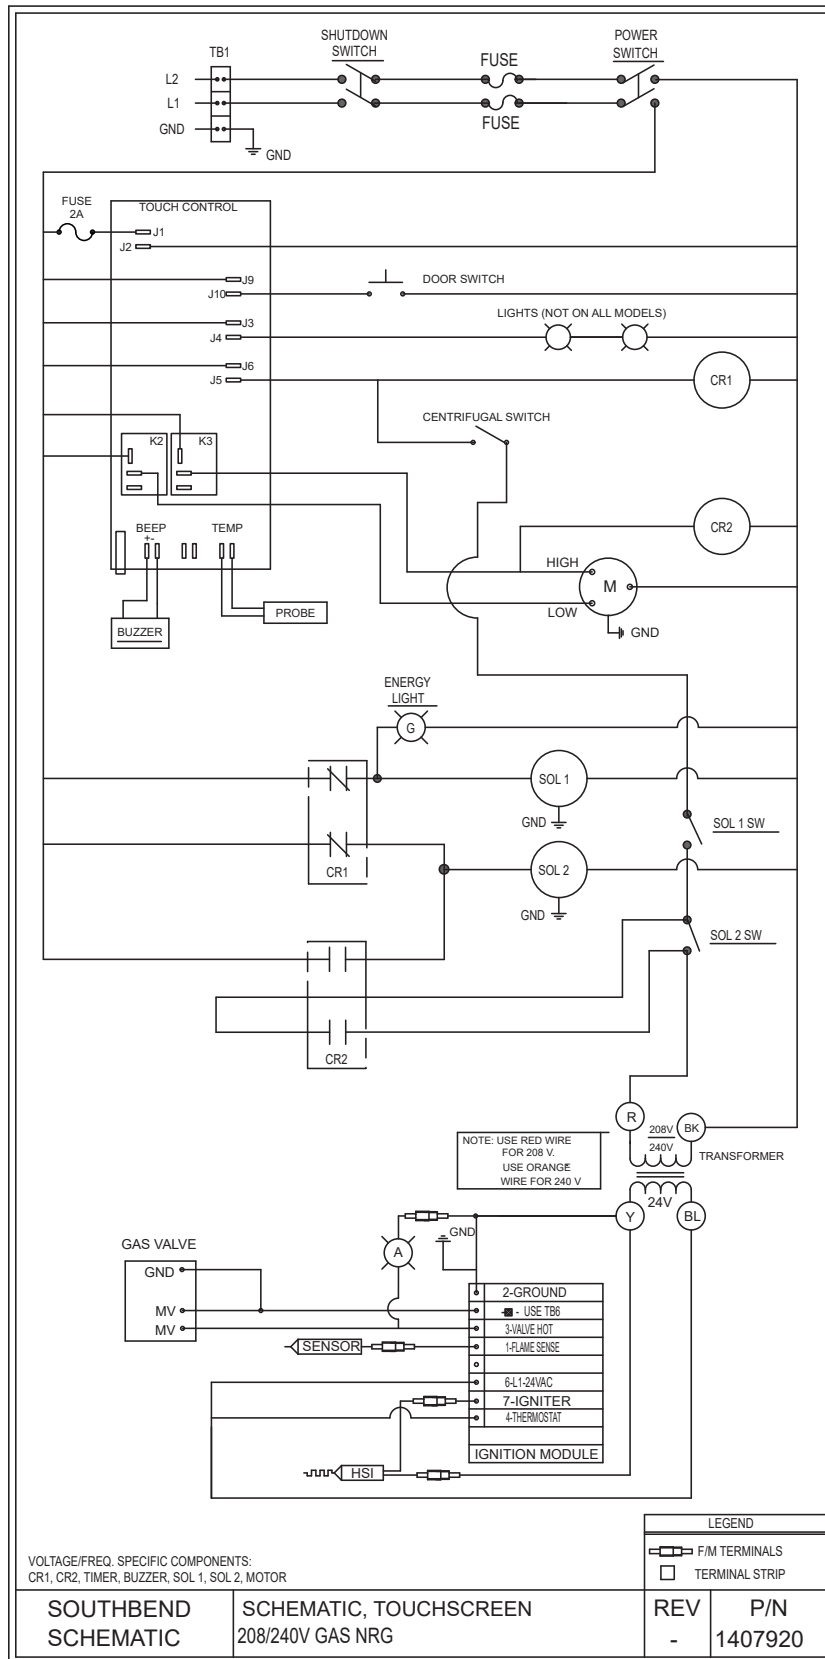 SHUTDOWN
SWITCH
POWER
SWITCH
TB1
FUSE
L2
L1
GND
FUSE
GND
FUSE
2A
TOUCH CONTROL
J1
J2
J9
J10
DOOR SWITCH
LIGHTS (NOT ON ALL MODELS)
J3
J4
J6
J5
CR1
CENTRIFUGAL SWITCH
K2
K3
CR2
BEEP
+-
TEMP
HIGH
M
LOW
PROBE
BUZZER
GND
ENERGY
LIGHT
G
SOL 1
GND
SOL 1 SW
CR1
SOL 2
GND
SOL 2 SW
CR2
R
BK
208V
240V
TRANSFORMER
NOTE: USE RED WIRE
FOR 208 V.
USE ORANGE
WIRE FOR 240 V
24V
Y
BL
GND
A
GAS VALVE
GND
MV
MV
2-GROUND
- USE TB6
3-VALVE HOT
1-FLAME SENSE
SENSOR
6-L1-24VAC
7-IGNITER
4-THERMOSTAT
IGNITION MODULE
HSI
LEGEND
F/M TERMINALS
TERMINAL STRIP
VOLTAGE/FREQ. SPECIFIC COMPONENTS:
CR1, CR2, TIMER, BUZZER, SOL 1, SOL 2, MOTOR
SOUTHBEND
SCHEMATIC
SCHEMATIC, TOUCHSCREEN
208/240V GAS NRG
REV
-
P/N
1407920